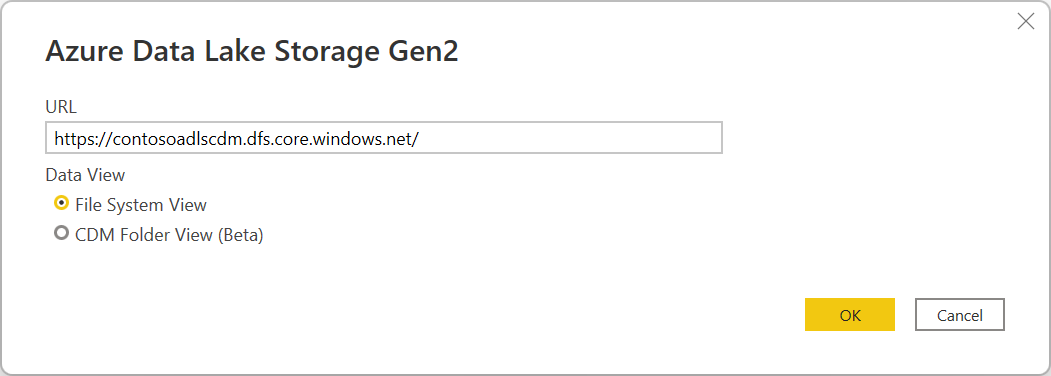 Azure Data Lake Storage Gen2
URL
https://contosoadlscdm.dfs.core.windows.net/
Data View
File System View
CDM Folder View (Beta)
OK Cancel